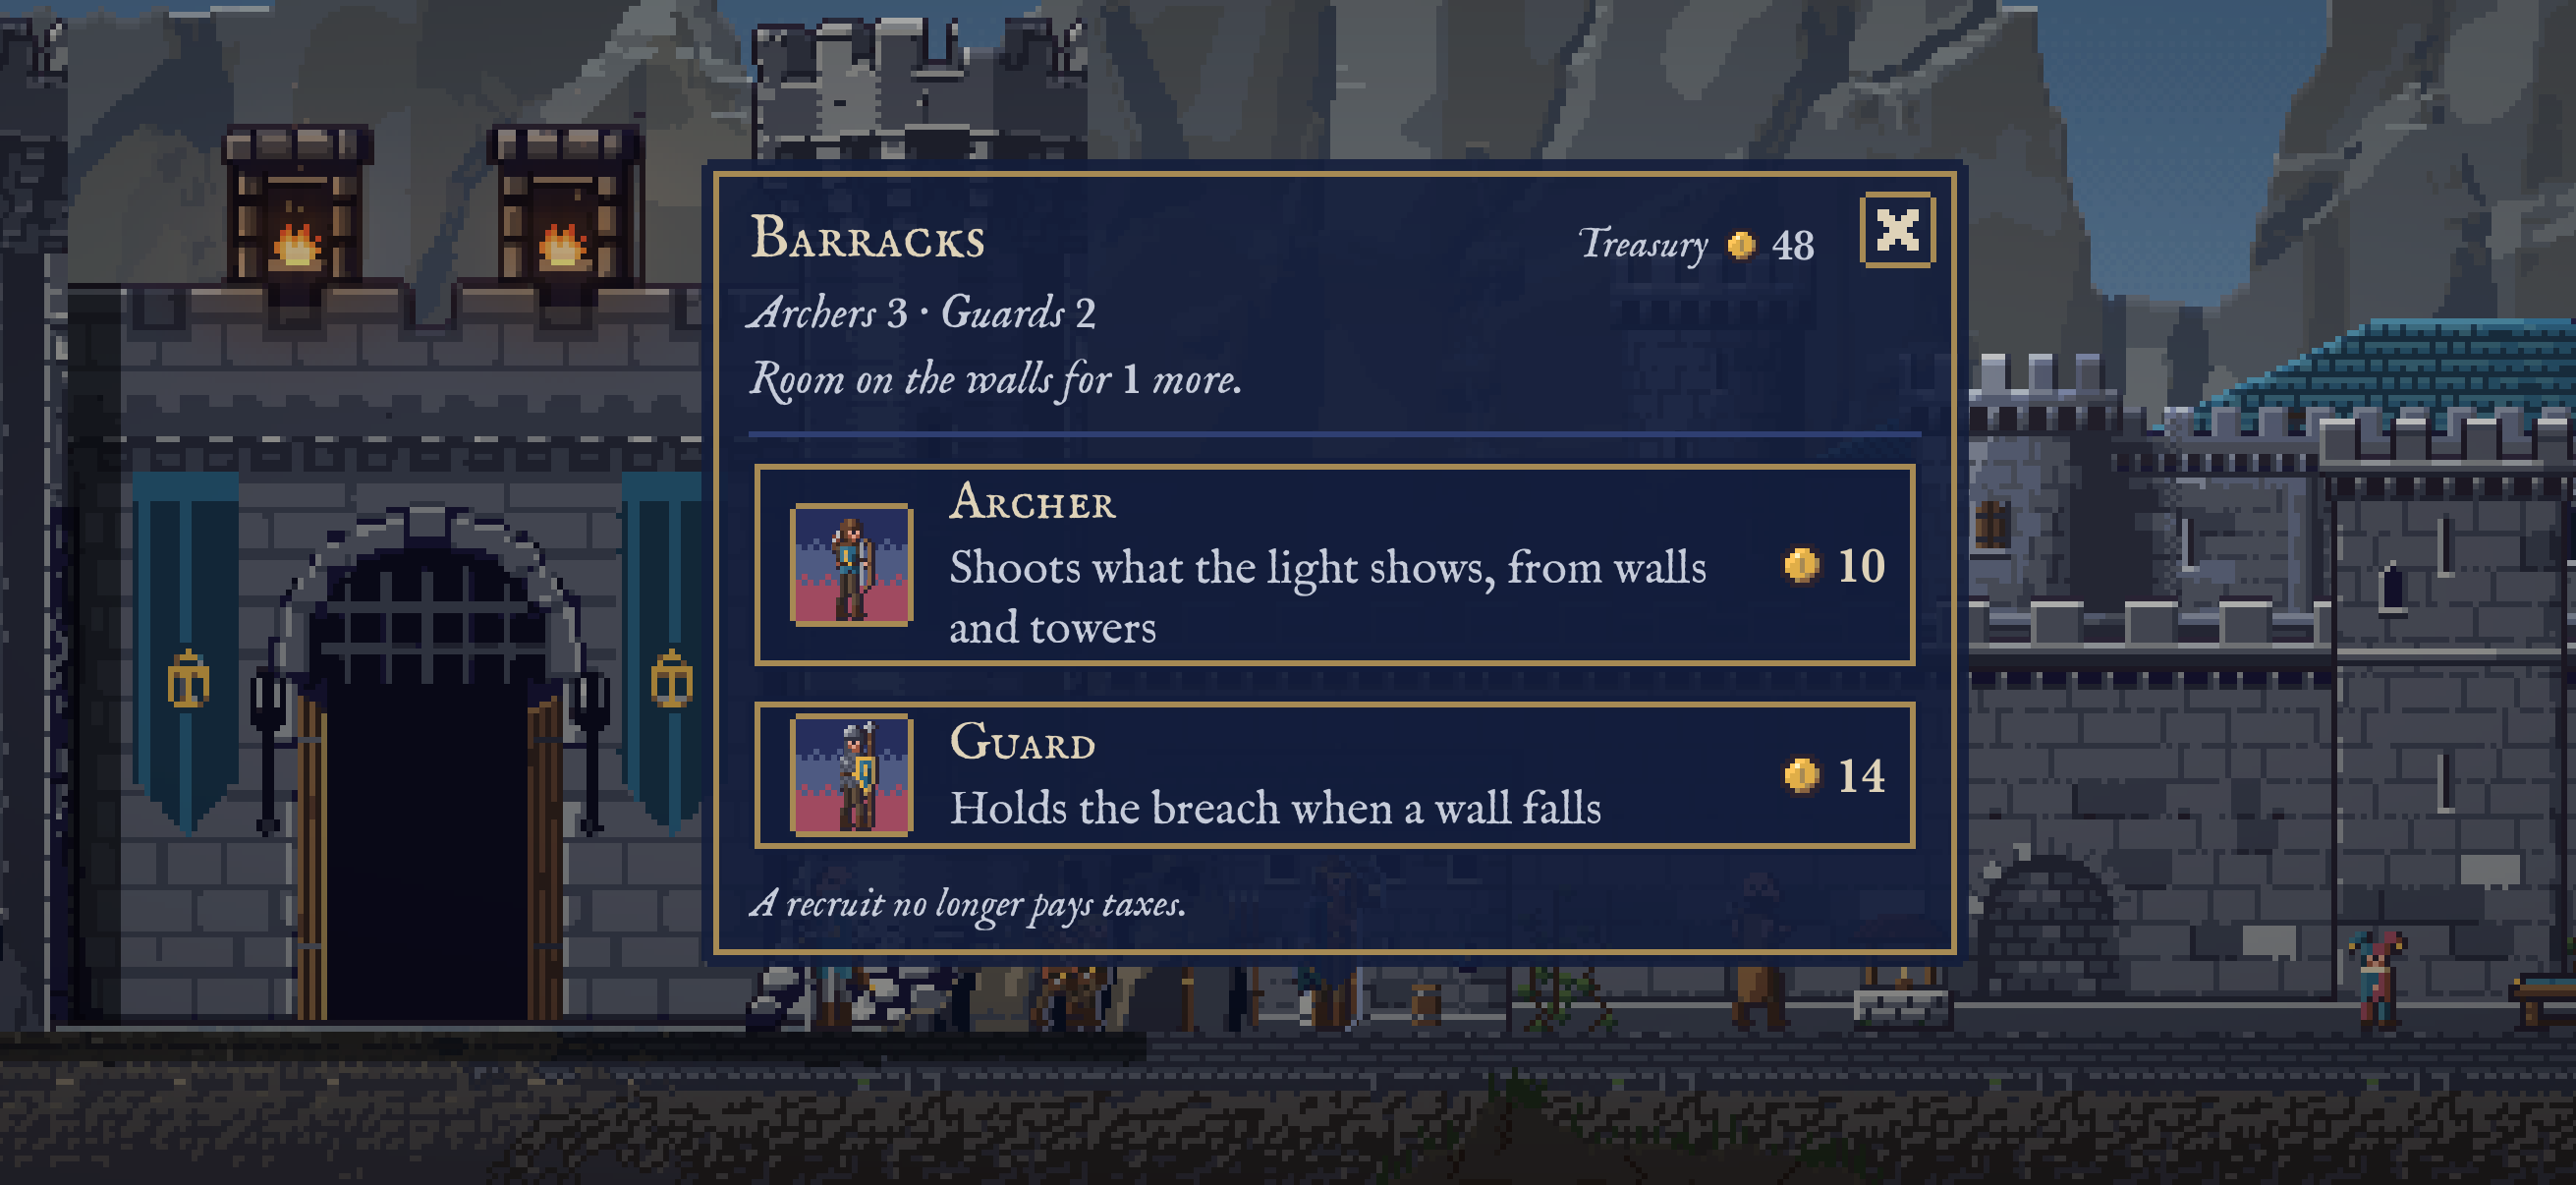 Barracks
Treasury 48
Archers 3 · Guards 2
Room on the walls for 1 more.
Archer
Shoots what the light shows, from walls
and towers
10
Guard
Holds the breach when a wall falls
14
A recruit no longer pays taxes.